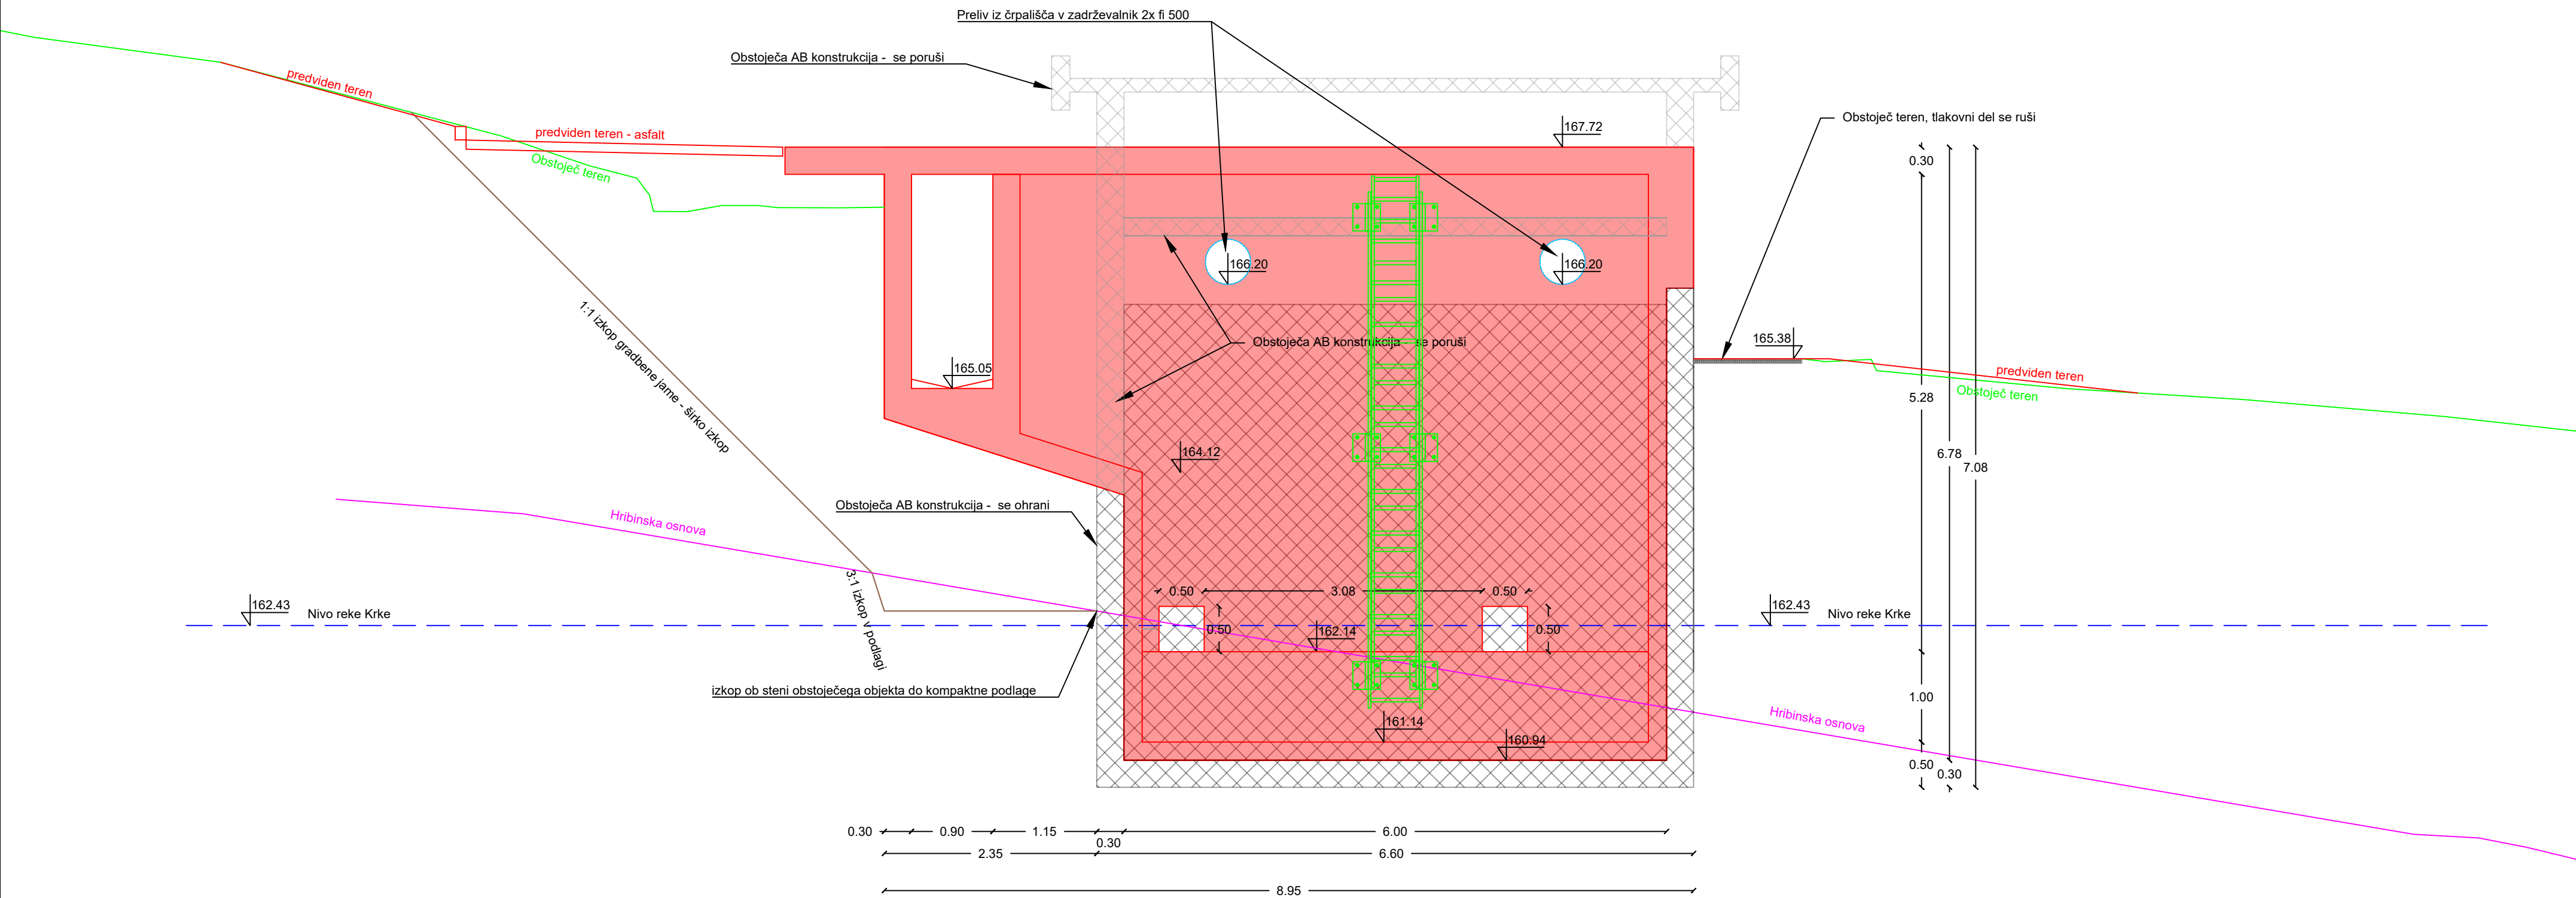 Preliv iz črpališča v zadrževalnik 2x fi 500
Obstoječa AB konstrukcija - se poruši
predviden teren
predviden teren - asfalt
Obstoječ teren
167.72
Obstoječ teren, tlakovni del se ruši
0.30
166.20
166.20
1:1 izkop gradbene jame - širko izkop
Obstoječa AB konstrukcija - se poruši
165.38
165.05
predviden teren
Obstoječ teren
5.28
164.12
6.78
7.08
Obstoječa AB konstrukcija - se ohrani
Hribinska osnova
3:1 izkop v podlagi
0.50
3.08
0.50
162.43
Nivo reke Krke
0.50
162.14
0.50
162.43
Nivo reke Krke
izkop ob steni obstoječega objekta do kompaktne podlage
1.00
161.14
Hribinska osnova
160.94
0.50
0.30
0.30
0.90
1.15
0.30
6.00
2.35
6.60
8.95